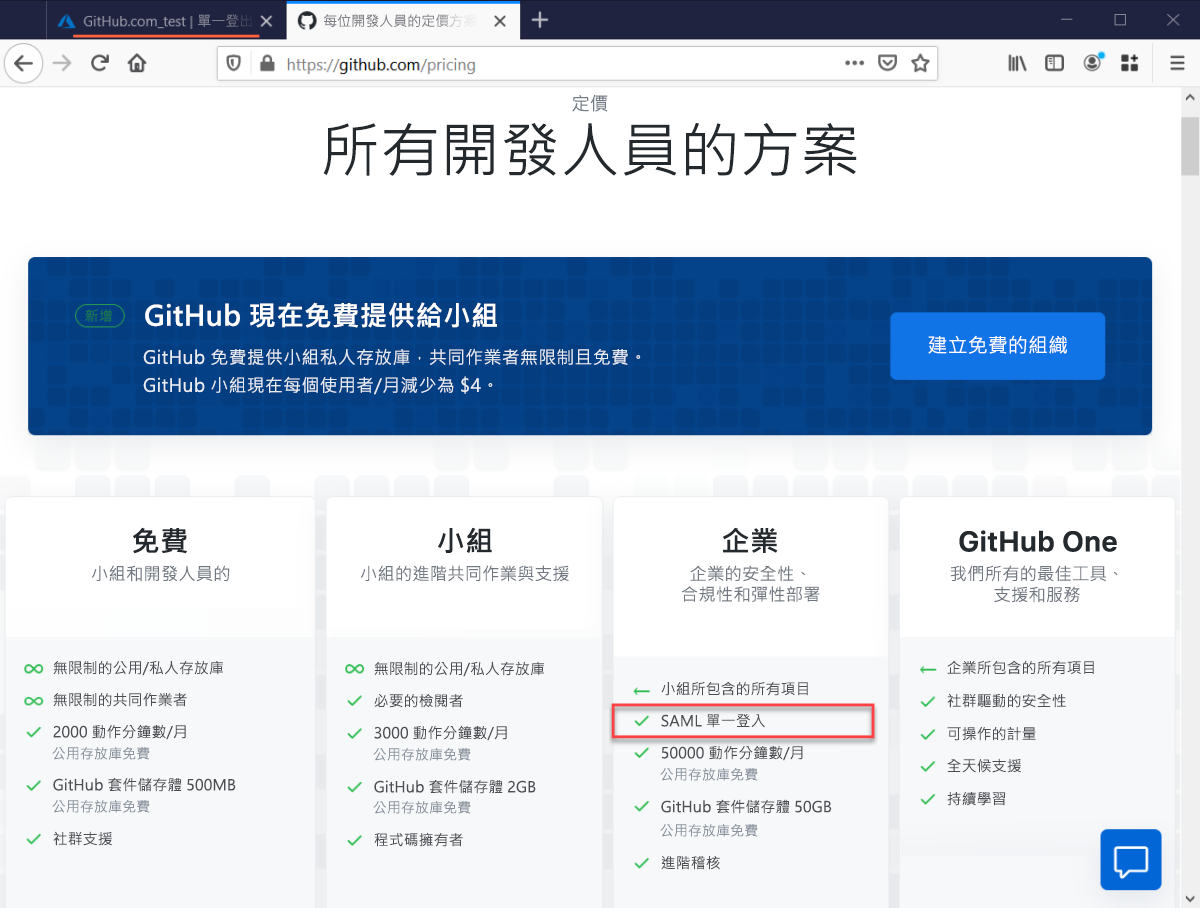 GitHub.com_test | 單一登出
每位開發人員的定價方案
https://github.com/pricing
定價
所有開發人員的方案
新增
GitHub 現在免費提供給小組
GitHub 免費提供小組私人存放庫，共同作業者無限制且免費。
GitHub 小組現在每個使用者/月減少為 $4。
建立免費的組織
免費
小組和開發人員的
無限制的公用/私人存放庫
無限制的共同作業者
2000 動作分鐘數/月
公用存放庫免費
GitHub 套件儲存體 500MB
公用存放庫免費
社群支援
小組
小組的進階共同作業與支援
無限制的公用/私人存放庫
必要的檢閱者
3000 動作分鐘數/月
公用存放庫免費
GitHub 套件儲存體 2GB
公用存放庫免費
程式碼擁有者
企業
企業的安全性、
合規性和彈性部署
小組所包含的所有項目
SAML 單一登入
50000 動作分鐘數/月
公用存放庫免費
GitHub 套件儲存體 50GB
公用存放庫免費
進階稽核
GitHub One
我們所有的最佳工具、
支援和服務
企業所包含的所有項目
社群驅動的安全性
可操作的計量
全天候支援
持續學習